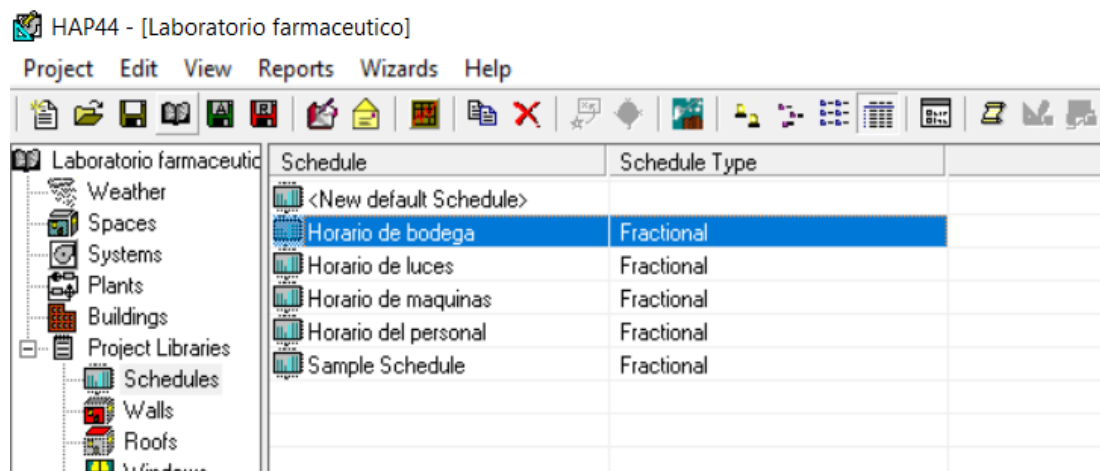 HAP44 - [Laboratorio farmaceutico]
Project Edit View Reports Wizards Help
Laboratorio farmaceutic
Weather
Spaces
Systems
Plants
Buildings
Project Libraries
Schedules
Walls
Roofs
Windows
Schedule Schedule Type
<New default Schedule>
Horario de bodega Fractional
Horario de luces Fractional
Horario de maquinas Fractional
Horario del personal Fractional
Sample Schedule Fractional